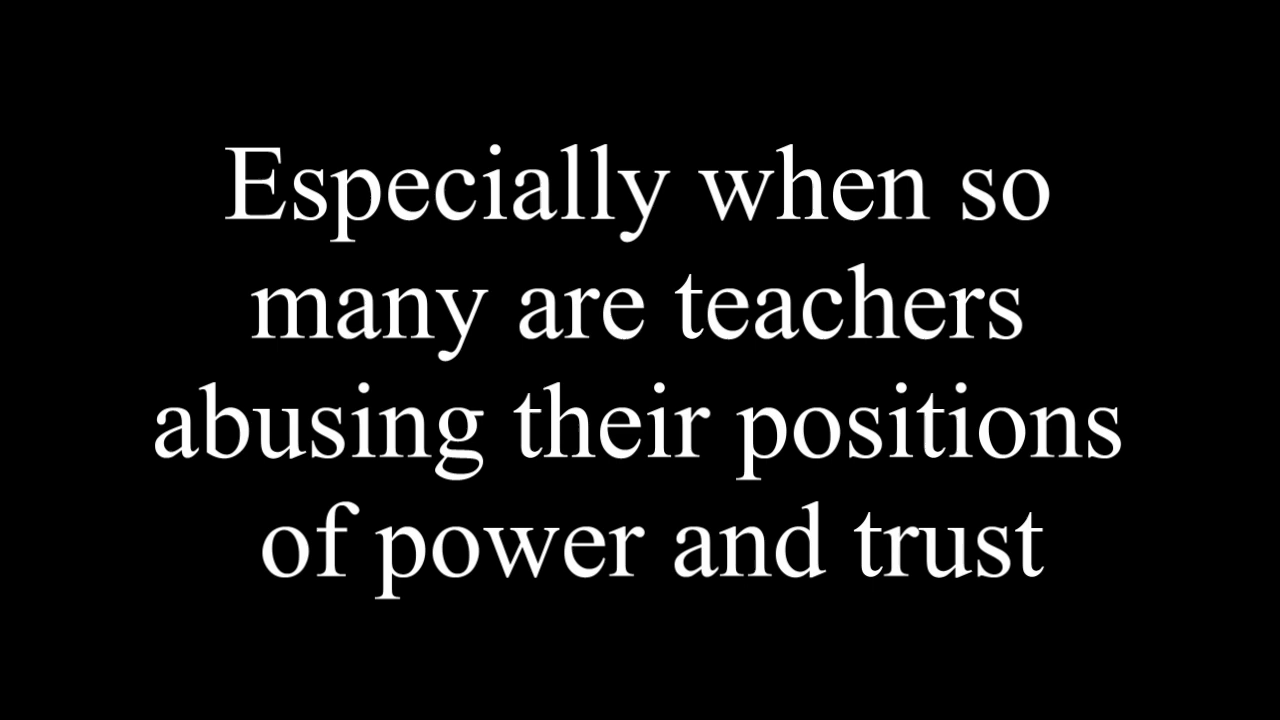 Especially when so
many are teachers
abusing their positions
of power and trust